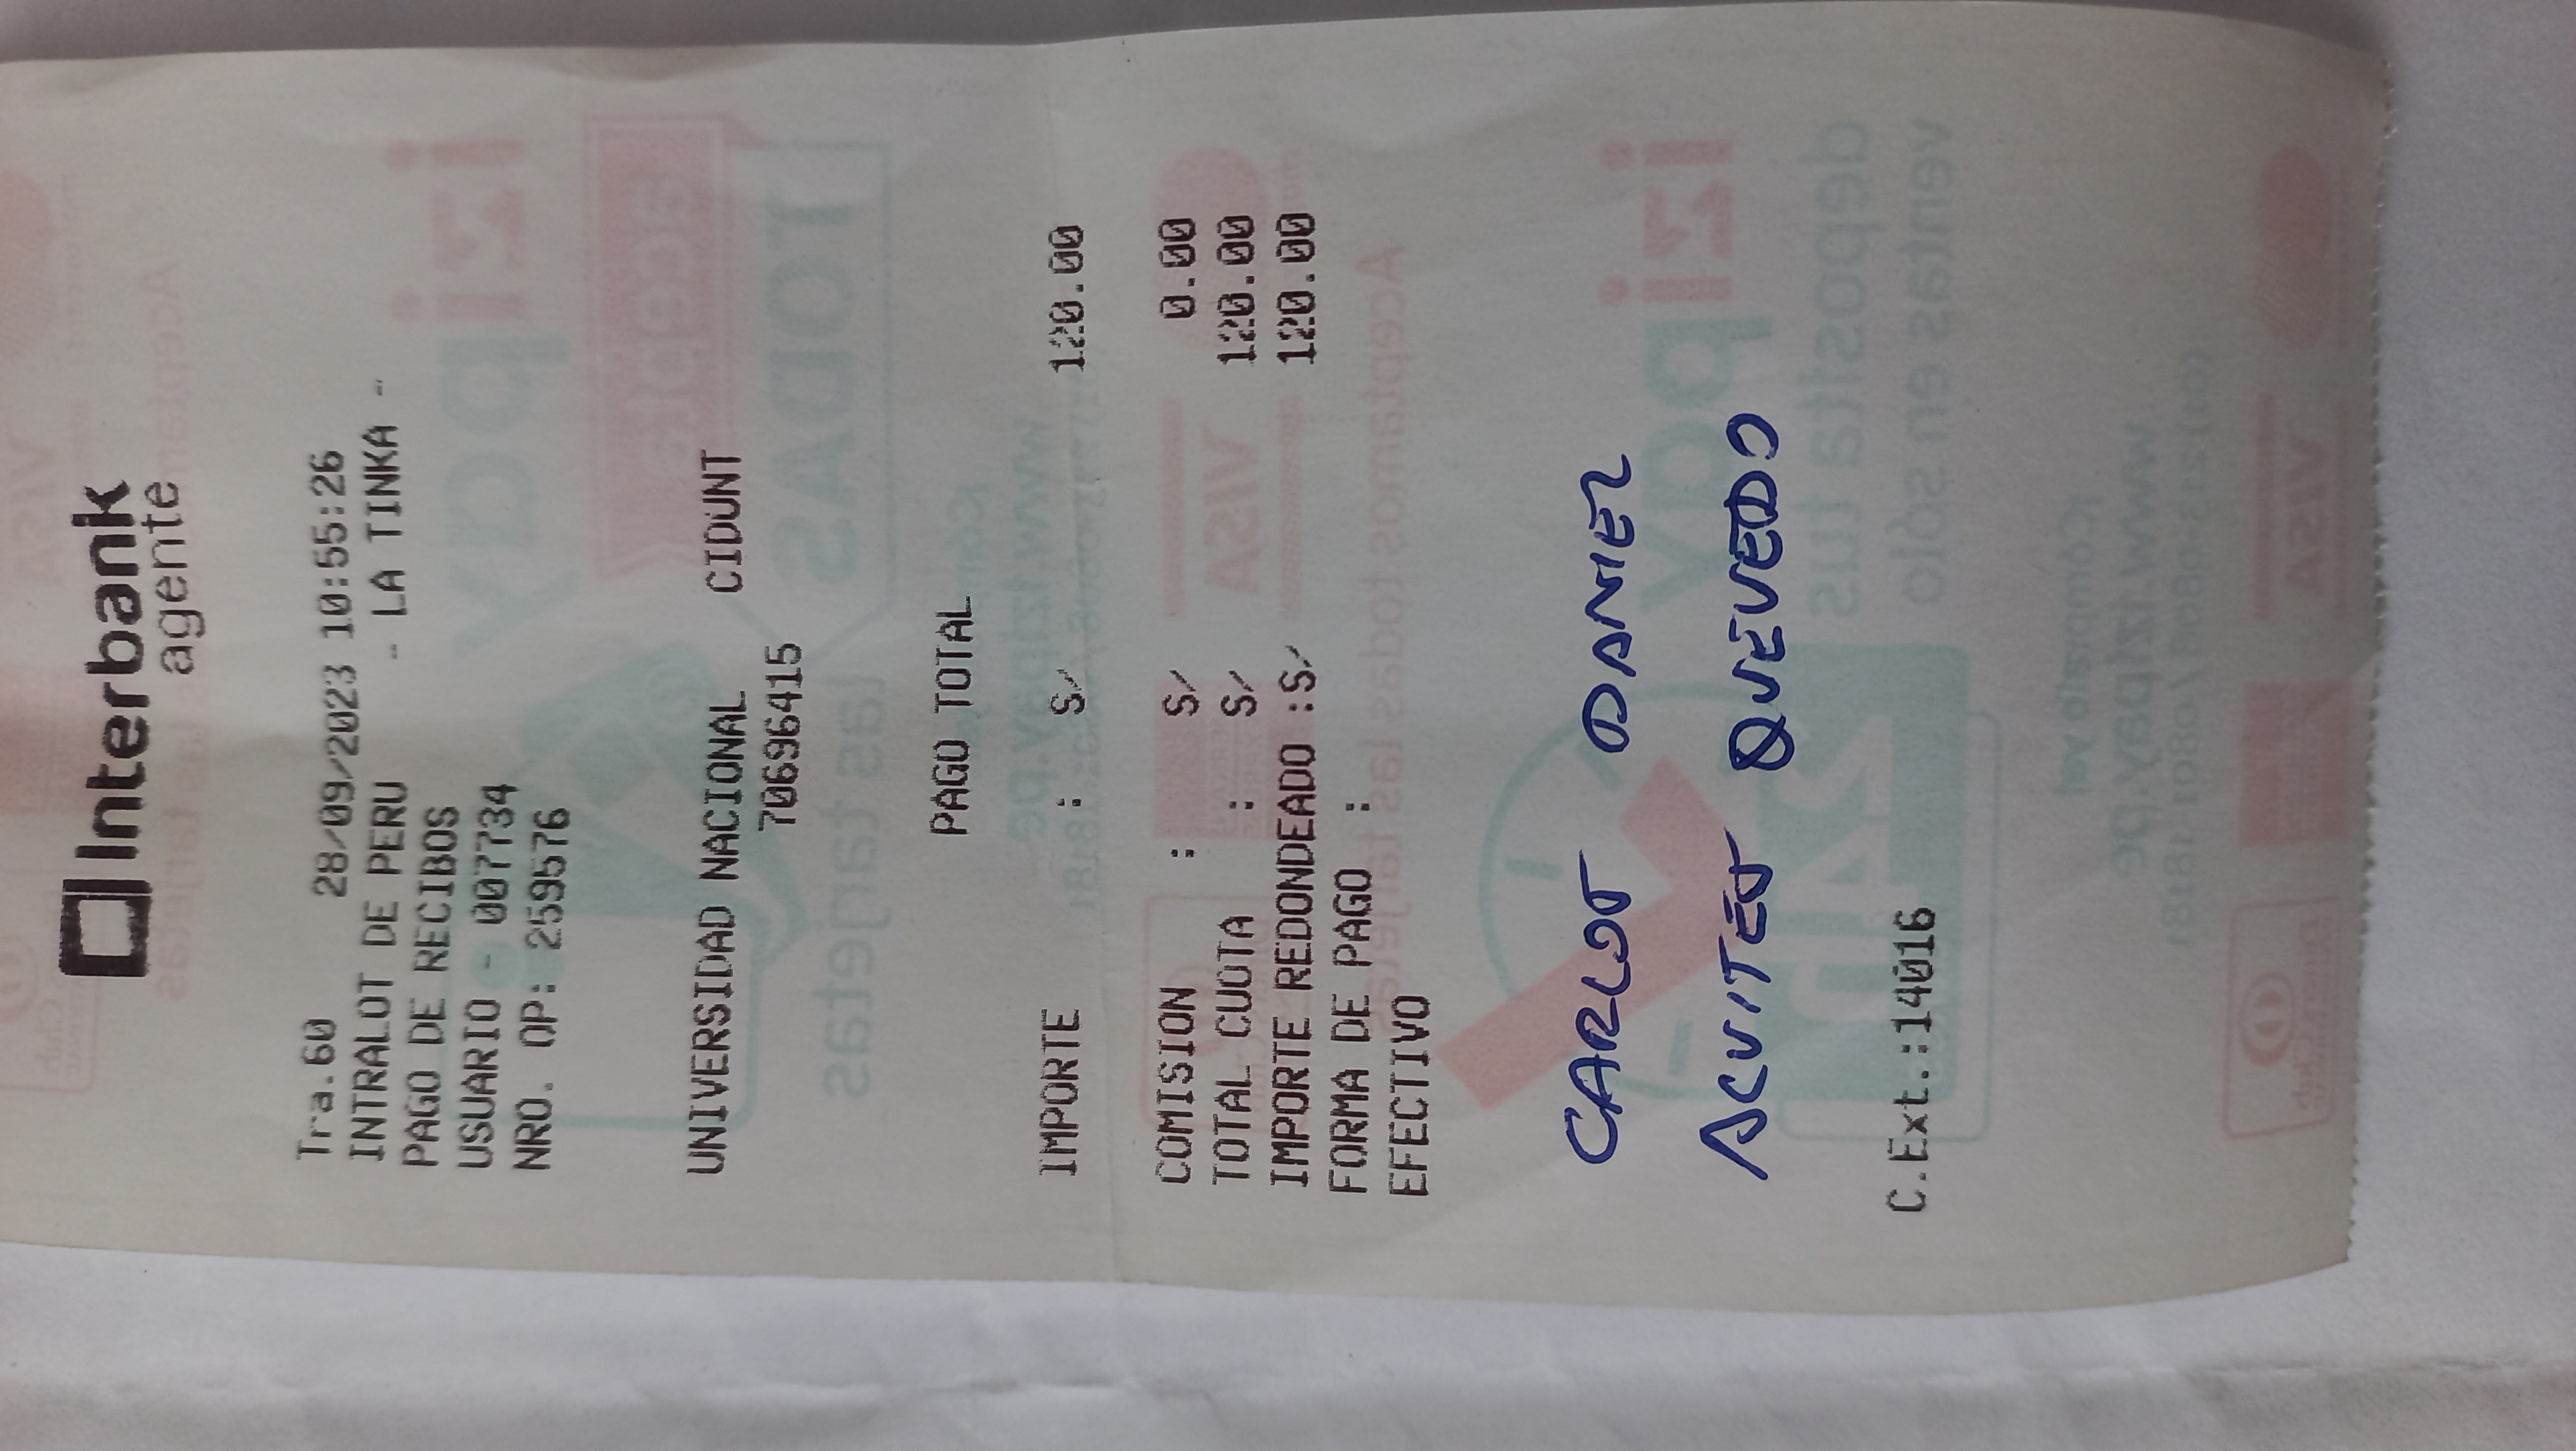 Interbank
agente
Tra.60 28/09/2023 10:55:26
INTRALOT DE PERU - LA TINKA -
PAGO DE RECIBOS
USUARIO - 007734
NRO. OP: 259576
UNIVERSIDAD NACIONAL CIDUNT
70696415
PAGO TOTAL
IMPORTE : S/ 120.00
COMISION : S/ 0.00
TOTAL CUOTA : S/ 120.00
IMPORTE REDONDEADO :S/ 120.00
FORMA DE PAGO :
EFECTIVO
CARLOS DANIEL
QUEVEDO
C.Ext.:14016